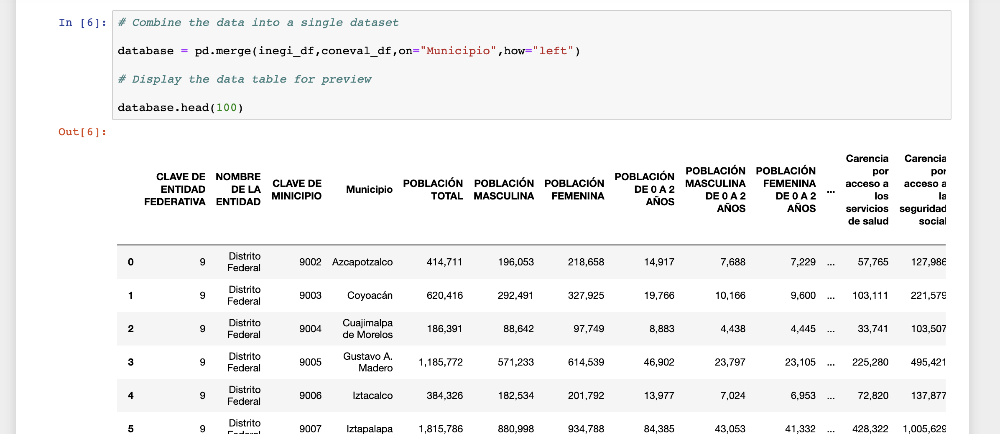 In [6]:
# Combine the data into a single dataset
database = pd.merge(inegi_df,coneval_df,on="Municipio",how="left")
# Display the data table for preview
database.head(100)
Out[6]:
CLAVE DE ENTIDAD FEDERATIVA NOMBRE DE LA ENTIDAD CLAVE DE MINICIPIO Municipio POBLACIÓN TOTAL POBLACIÓN MASCULINA POBLACIÓN FEMENINA POBLACIÓN DE 0 A 2 AÑOS POBLACIÓN MASCULINA DE 0 A 2 AÑOS POBLACIÓN FEMENINA DE 0 A 2 AÑOS ... Carencia por acceso a los servicios de salud Carencia por acceso a la seguridad social
0 9 Distrito Federal 9002 Azcapotzalco 414,711 196,053 218,658 14,917 7,688 7,229 ... 57,765 127,986
1 9 Distrito Federal 9003 Coyoacán 620,416 292,491 327,925 19,766 10,166 9,600 ... 103,111 221,579
2 9 Distrito Federal 9004 Cuajimalpa de Morelos 186,391 88,642 97,749 8,883 4,438 4,445 ... 33,741 103,507
3 9 Distrito Federal 9005 Gustavo A. Madero 1,185,772 571,233 614,539 46,902 23,797 23,105 ... 225,280 495,421
4 9 Distrito Federal 9006 Iztacalco 384,326 182,534 201,792 13,977 7,024 6,953 ... 72,820 137,877
5 9 Distrito Federal 9007 Iztapalapa 1,815,786 880,998 934,788 84,385 43,053 41,332 ... 428,322 1,005,629